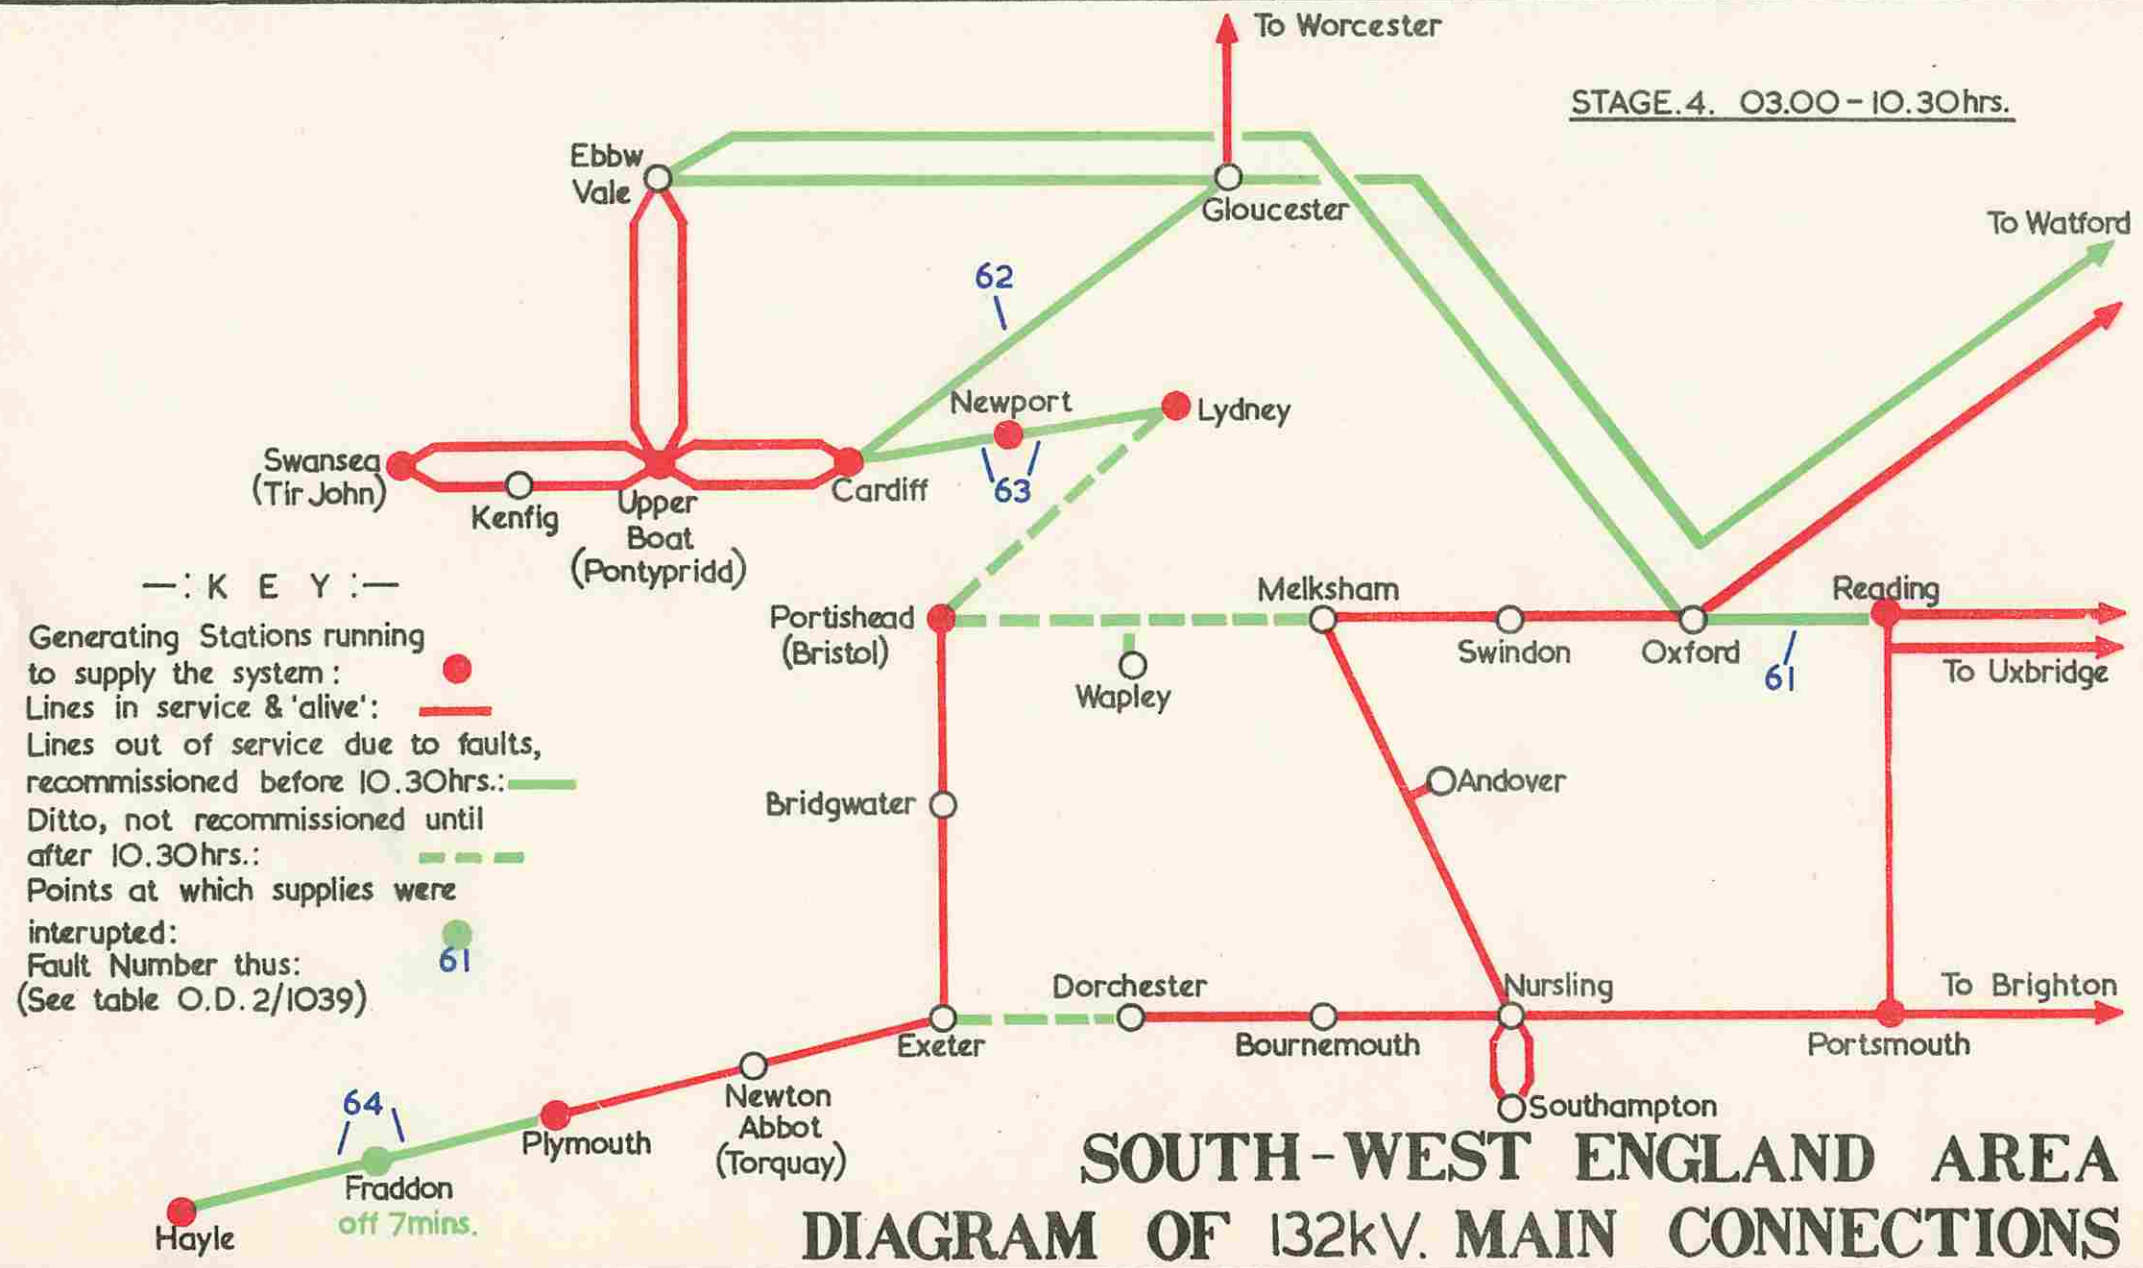 To Worcester
STAGE.4. 03.00-10.30hrs.
Ebbw
Vale
Gloucester
To Watford
62
Newport
Lydney
Swansea
(Tir John)
Kenfig
Upper
Boat
(Pontypridd)
Cardiff
63
—:KEY:—
Generating Stations running
to supply the system:
Lines in service & 'alive':
Lines out of service due to faults,
recommissioned before 10.30hrs.:
Ditto, not recommissioned until
after 10.30hrs.:
Points at which supplies were
interupted:
Fault Number thus:
61
(See table O.D.2/1039)
Portishead
(Bristol)
Wapley
Melksham
Swindon
Oxford
61
Reading
To Uxbridge
Andover
Bridgwater
Exeter
Dorchester
Bournemouth
Nursling
To Brighton
Portsmouth
Southampton
Newton
Abbot
(Torquay)
Plymouth
64
Fraddon
off 7mins.
Hayle
SOUTH-WEST ENGLAND AREA
DIAGRAM OF 132kV. MAIN CONNECTIONS